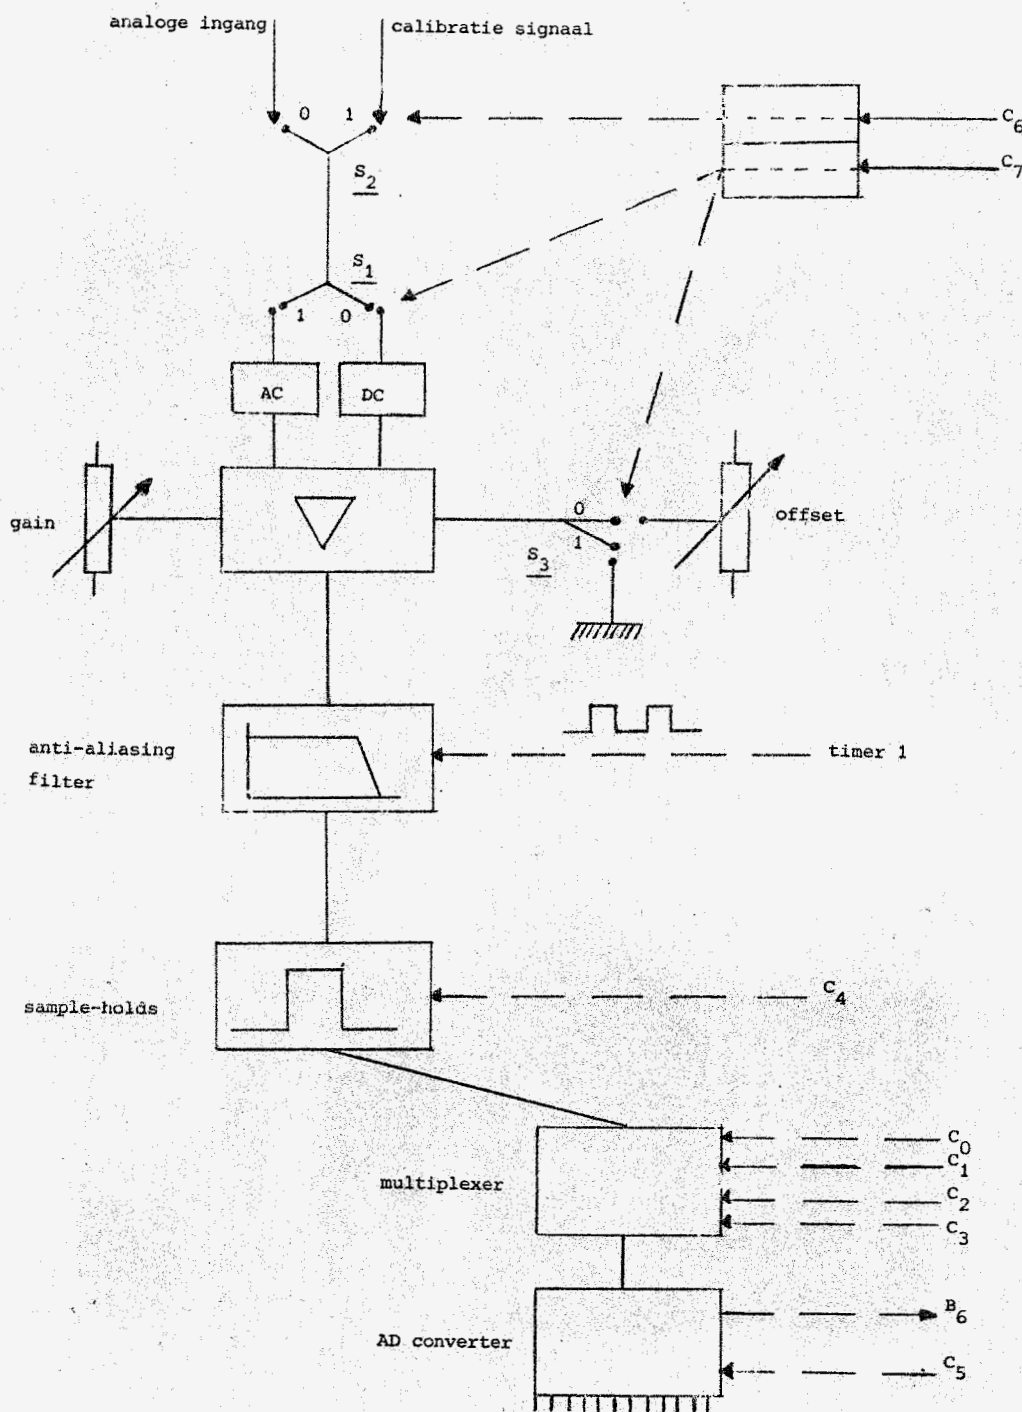 analoge ingang
calibratie signaal
0 1
C6
C7
S2
S1
1 0
AC
DC
gain
0
1
S3
offset
anti-aliasing
filter
timer 1
sample-holds
C4
multiplexer
C0
C1
C2
C3
AD converter
B6
C5